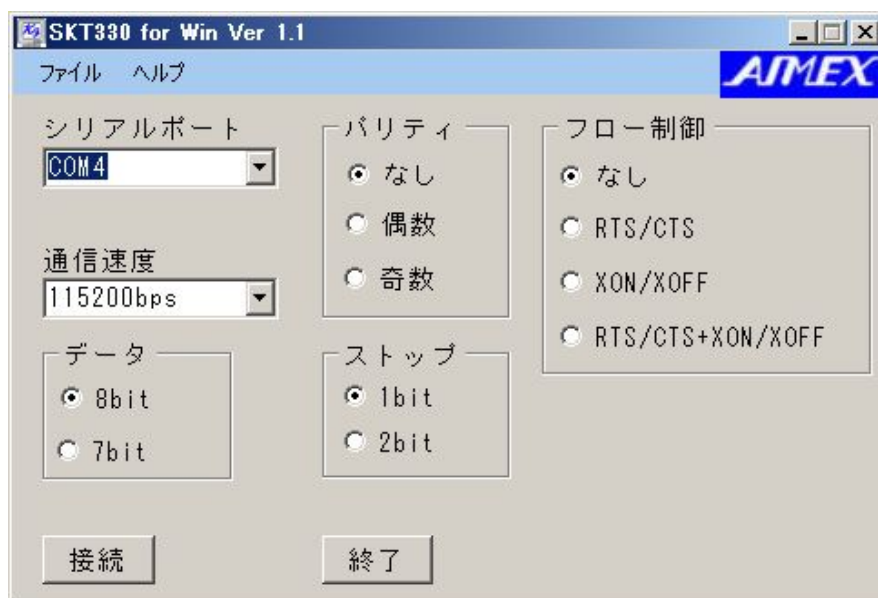 SKT330 for Win Ver 1.1
ファイル ヘルプ
AIMEX
シリアルポート
COM4
通信速度
115200bps
データ
8bit
7bit
パリティ
なし
偶数
奇数
ストップ
1bit
2bit
フロー制御
なし
RTS/CTS
XON/XOFF
RTS/CTS+XON/XOFF
接続
終了